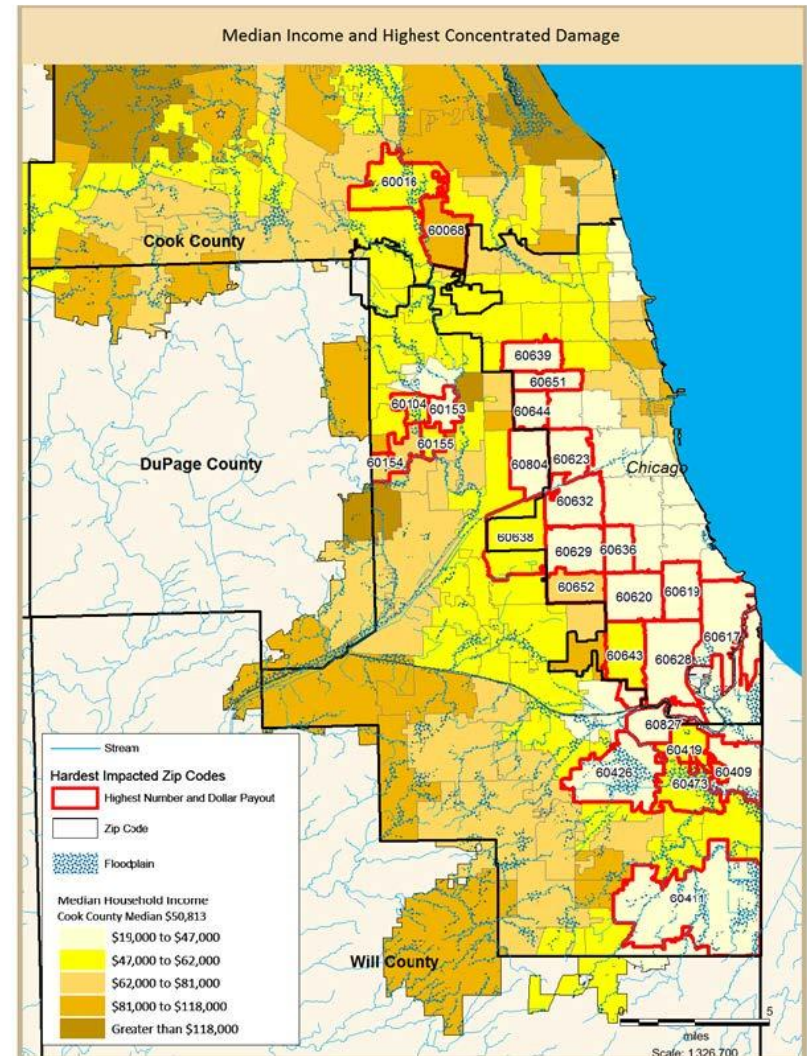 Median Income and Highest Concentrated Damage
60016
60068
Cook County
60639
60651
60104
60153
60644
60155
60154
60804
60623
DuPage County
Chicago
60632
60638
60629
60636
60652
60620
60619
60617
60643
60628
60827
60419
60426
60409
60473
60411
Will County
Stream
Hardest Impacted Zip Codes
Highest Number and Dollar Payout
Zip Code
Floodplain
Median Household Income
Cook County Median $50,813
$19,000 to $47,000
$47,000 to $62,000
$62,000 to $81,000
$81,000 to $118,000
Greater than $118,000
0 5
miles
Scale: 1:326,700